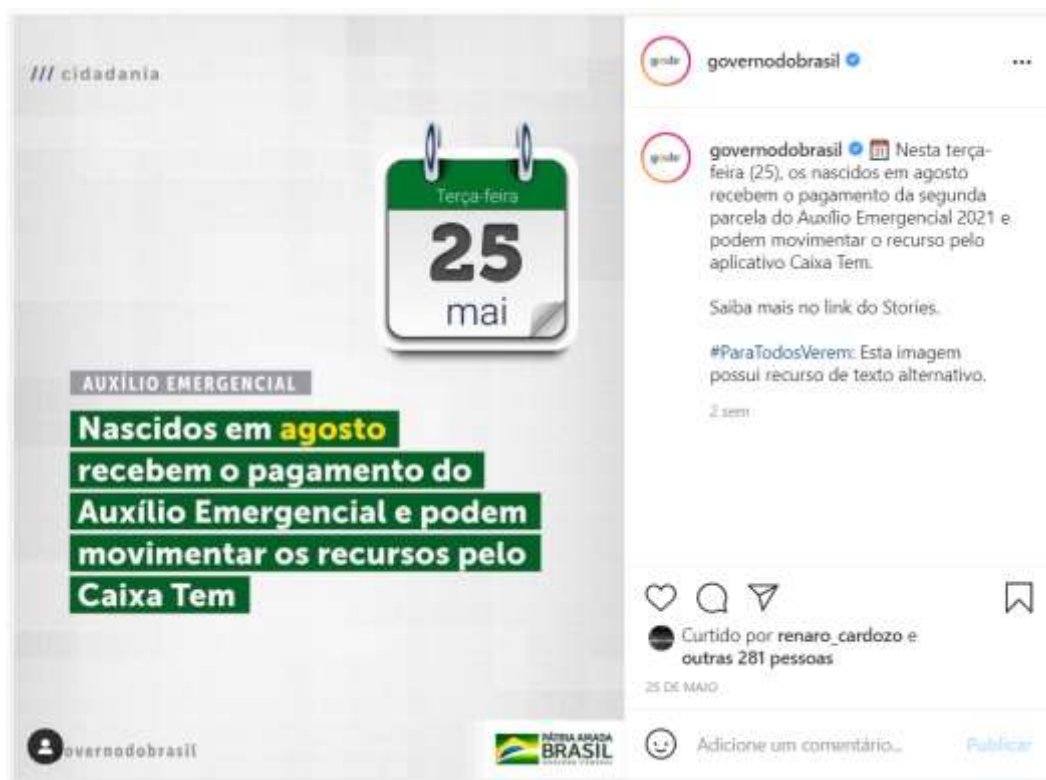 /// cidadania
Terça-feira
25
mai
AUXÍLIO EMERGENCIAL
Nascidos em agosto
recebem o pagamento do
Auxílio Emergencial e podem
movimentar os recursos pelo
Caixa Tem
overnodobrasil
PÁTRIA AMADA
BRASIL
GOVERNO FEDERAL
governodobrasil
governodobrasil Nesta terça-
feira (25), os nascidos em agosto
recebem o pagamento da segunda
parcela do Auxílio Emergencial 2021 e
podem movimentar o recurso pelo
aplicativo Caixa Tem.
Saiba mais no link do Stories.
#ParaTodosVerem: Esta imagem
possui recurso de texto alternativo.
2 sem
Curtido por renaro_cardozo e
outras 281 pessoas
25 DE MAIO
Adicione um comentário...
Publicar